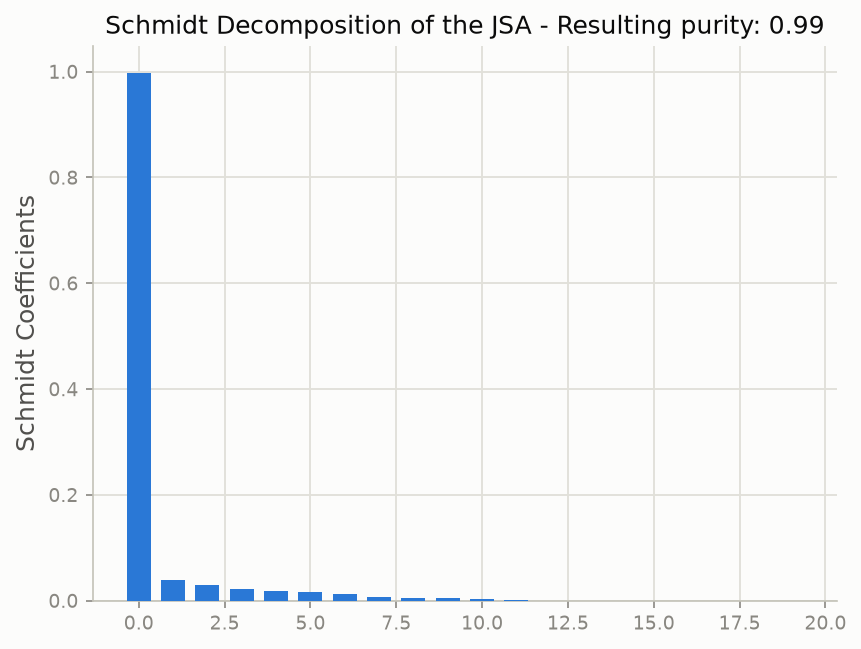 Schmidt Decomposition of the JSA - Resulting purity: 0.99
Schmidt Coefficients
1.0
0.8
0.6
0.4
0.2
0.0
0.0 2.5 5.0 7.5 10.0 12.5 15.0 17.5 20.0